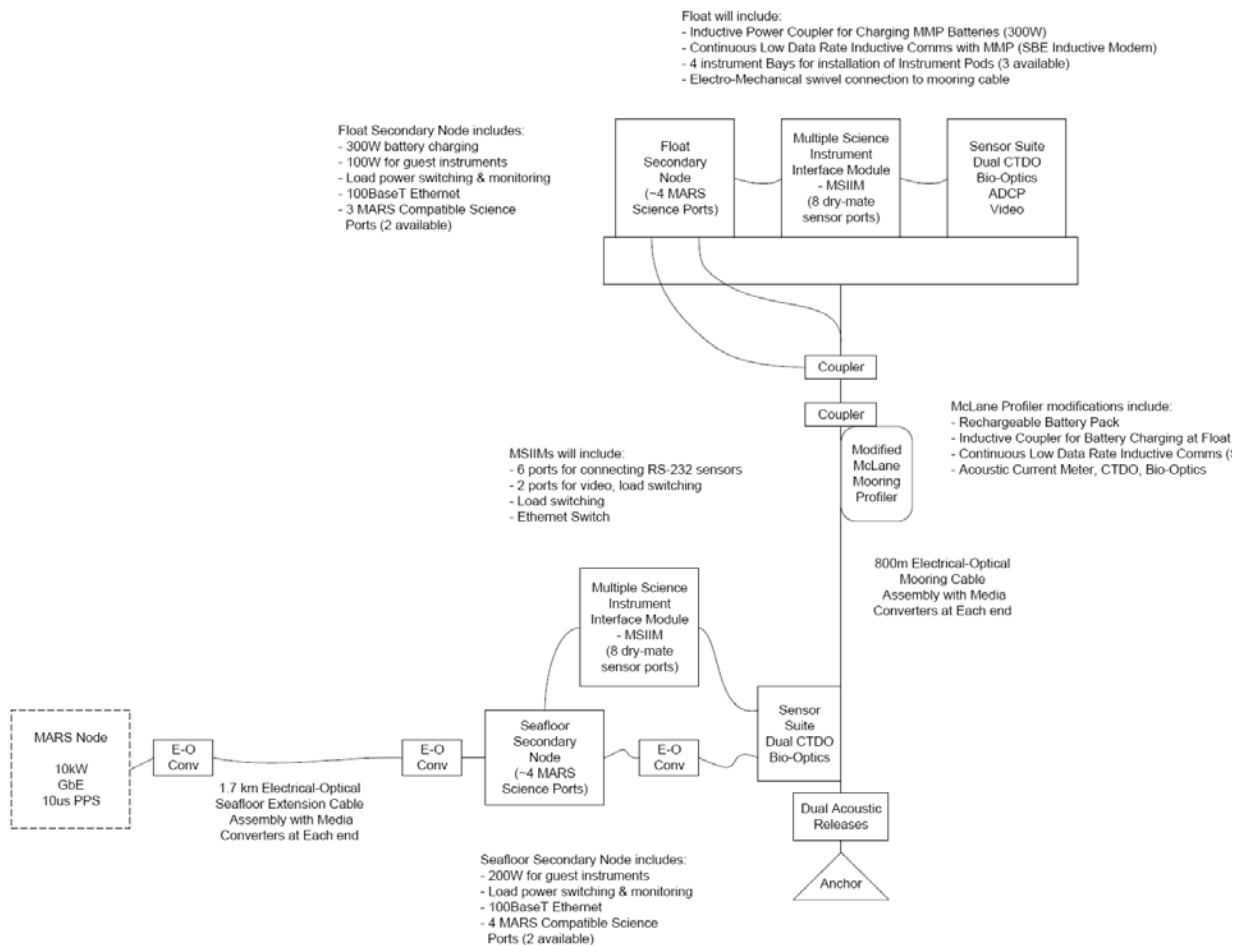 Float will include:
- Inductive Power Coupler for Charging MMP Batteries (300W)
- Continuous Low Data Rate Inductive Comms with MMP (SBE Inductive Modem)
- 4 instrument Bays for installation of Instrument Pods (3 available)
- Electro-Mechanical swivel connection to mooring cable
Float Secondary Node includes:
- 300W battery charging
- 100W for guest instruments
- Load power switching & monitoring
- 100BaseT Ethernet
- 3 MARS Compatible Science
Ports (2 available)
Float
Secondary
Node
(~4 MARS
Science Ports)
Multiple Science
Instrument
Interface Module
- MSIIM
(8 dry-mate
sensor ports)
Sensor Suite
Dual CTDO
Bio-Optics
ADCP
Video
Coupler
Coupler
McLane Profiler modifications include:
- Rechargeable Battery Pack
- Inductive Coupler for Battery Charging at Float
- Continuous Low Data Rate Inductive Comms (
- Acoustic Current Meter, CTDO, Bio-Optics
Modified
McLane
Mooring
Profiler
MSIIMs will include:
- 6 ports for connecting RS-232 sensors
- 2 ports for video, load switching
- Load switching
- Ethernet Switch
800m Electrical-Optical
Mooring Cable
Assembly with Media
Converters at Each end
Multiple Science
Instrument
Interface Module
- MSIIM
(8 dry-mate
sensor ports)
MARS Node
10kW
GbE
10us PPS
E-O
Conv
1.7 km Electrical-Optical
Seafloor Extension Cable
Assembly with Media
Converters at Each end
E-O
Conv
Seafloor
Secondary
Node
(~4 MARS
Science Ports)
E-O
Conv
Sensor
Suite
Dual CTDO
Bio-Optics
Dual Acoustic
Releases
Anchor
Seafloor Secondary Node includes:
- 200W for guest instruments
- Load power switching & monitoring
- 100BaseT Ethernet
- 4 MARS Compatible Science
Ports (2 available)